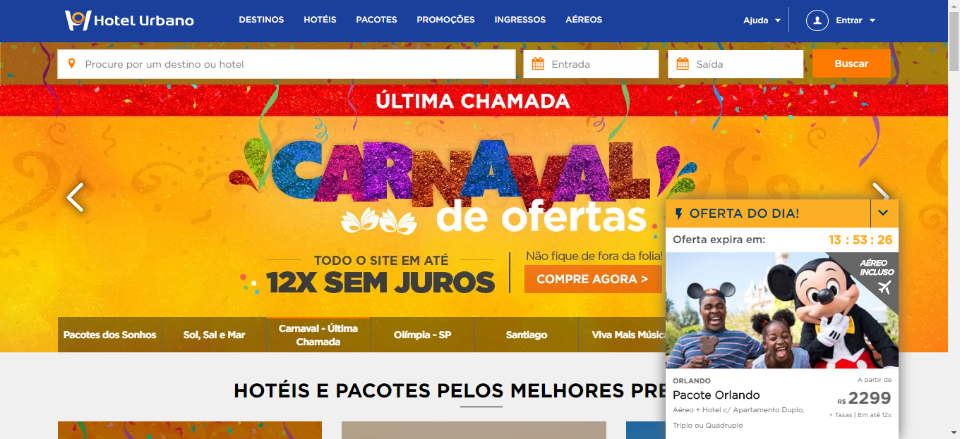 Hotel Urbano
DESTINOS HOTÉIS PACOTES PROMOÇÕES INGRESSOS AÉREOS Ajuda Entrar
Procure por um destino ou hotel Entrada Saída Buscar
ÚLTIMA CHAMADA
CARNAVAL
de ofertas
TODO O SITE EM ATÉ
12X SEM JUROS
Não fique de fora da folia!
COMPRE AGORA >
Pacotes dos Sonhos Sol, Sal e Mar Carnaval - Última Chamada Olímpia - SP Santiago Viva Mais Músic
HOTÉIS E PACOTES PELOS MELHORES PRE
OFERTA DO DIA!
Oferta expira em: 13 : 53 : 26
AÉREO
INCLUSO
ORLANDO
Pacote Orlando
Aéreo + Hotel c/ Apartamento Duplo,
Triplo ou Quádruplo
A partir de
R$ 2299
+ Taxas | Em até 12x